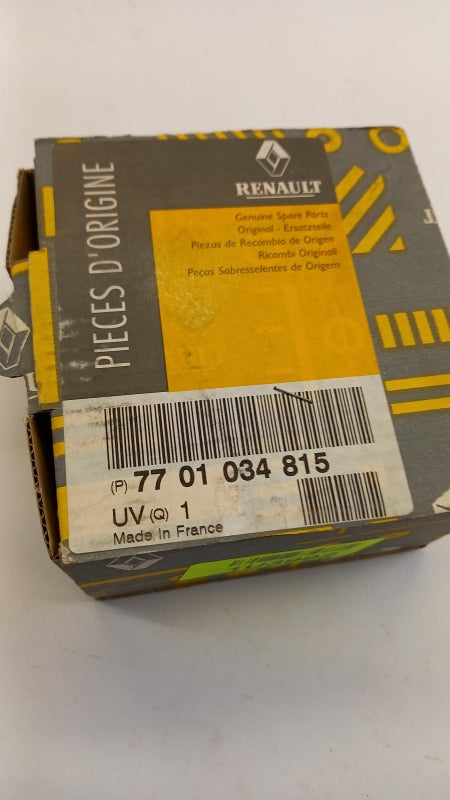 PIECES D'ORIGINE
RENAULT
Genuine Spare Parts
Original - Ersatzteile
Piezas de Recambio de Origen
Ricambi Originali
Peças Sobresselentes de Origem
(P) 77 01 034 815
UV (Q) 1
Made in France